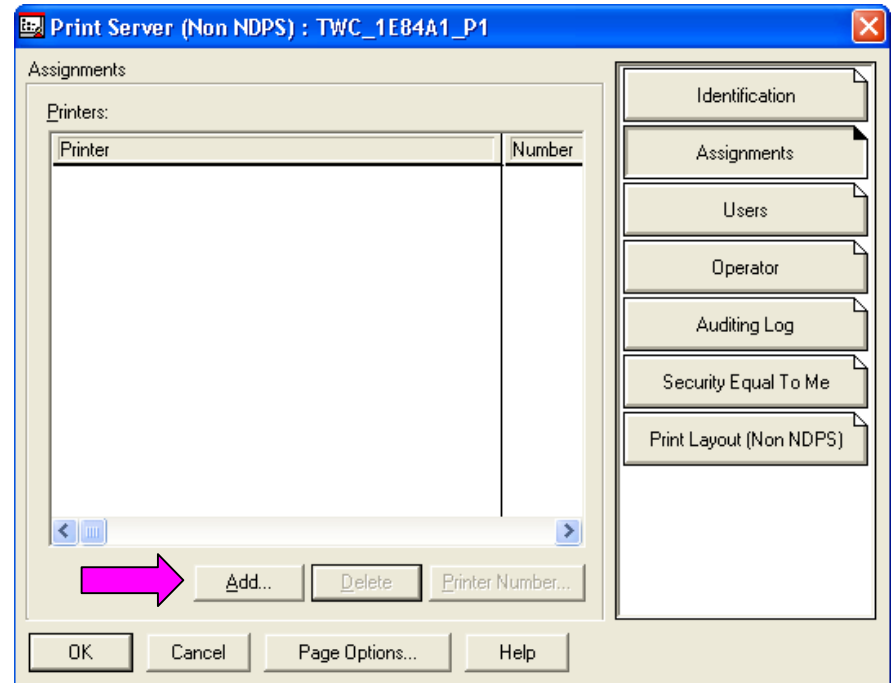 Print Server (Non NDPS) : TWC_1E84A1_P1
Assignments
Printers:
Printer Number
Add... Delete Printer Number...
Identification
Assignments
Users
Operator
Auditing Log
Security Equal To Me
Print Layout (Non NDPS)
OK Cancel Page Options... Help